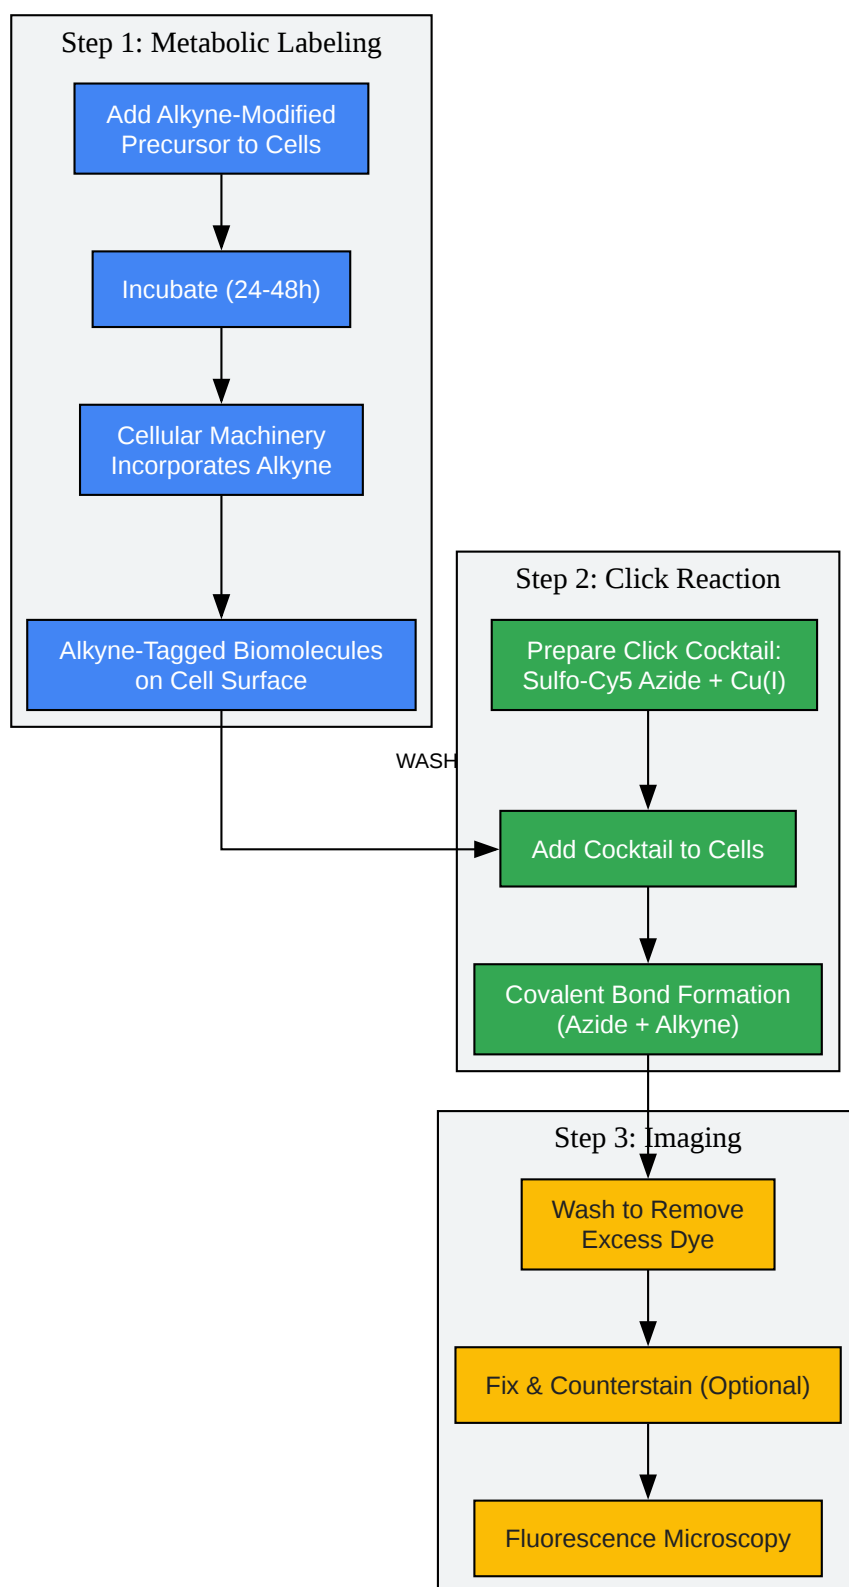 Step 1: Metabolic Labeling
Add Alkyne-Modified
Precursor to Cells
Incubate (24-48h)
Cellular Machinery
Incorporates Alkyne
Alkyne-Tagged Biomolecules
on Cell Surface
WASH
Step 2: Click Reaction
Prepare Click Cocktail:
Sulfo-Cy5 Azide + Cu(I)
Add Cocktail to Cells
Covalent Bond Formation
(Azide + Alkyne)
Step 3: Imaging
Wash to Remove
Excess Dye
Fix & Counterstain (Optional)
Fluorescence Microscopy